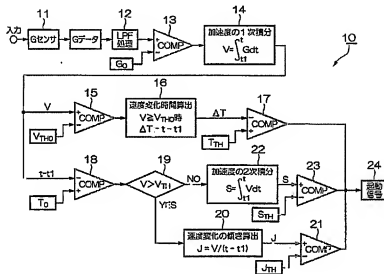 10
11
12
13
14
入力
Gセンサ
Gデータ
LPF
処理
G0
COMP
加速度の1次積分
V=∫t1 t Gdt
15
16
17
V
VTH0
COMP
速度変化時間算出
V≧VTH0時
ΔT=t-t1
ΔT
TTH
COMP
18
19
22
23
24
t-t1
T0
COMP
V>VTH
NO
YES
加速度の2次積分
S=∫t1 t Vdt
S
STH
COMP
起動
信号
20
21
速度変化の傾き算出
J=V/(t-t1)
J
JTH
COMP